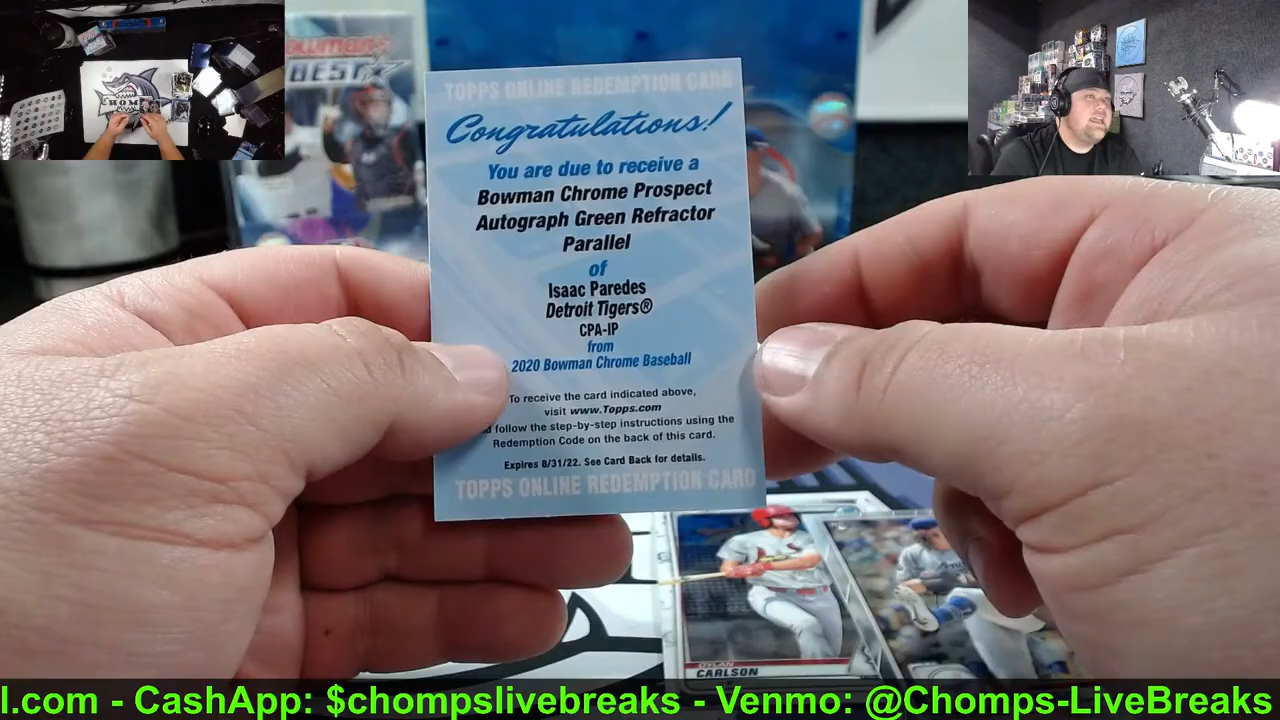 Bowman's
BEST
TOPPS ONLINE REDEMPTION CARD
Congratulations!
You are due to receive a
Bowman Chrome Prospect
Autograph Green Refractor
Parallel
of
Isaac Paredes
Detroit Tigers®
CPA-IP
from
2020 Bowman Chrome Baseball
To receive the card indicated above,
visit www.Topps.com
follow the step-by-step instructions using the
Redemption Code on the back of this card.
Expires 8/31/22. See Card Back for details.
TOPPS ONLINE REDEMPTION CARD
DYLAN
CARLSON
l.com - CashApp: $chompslivebreaks - Venmo: @Chomps-LiveBreaks